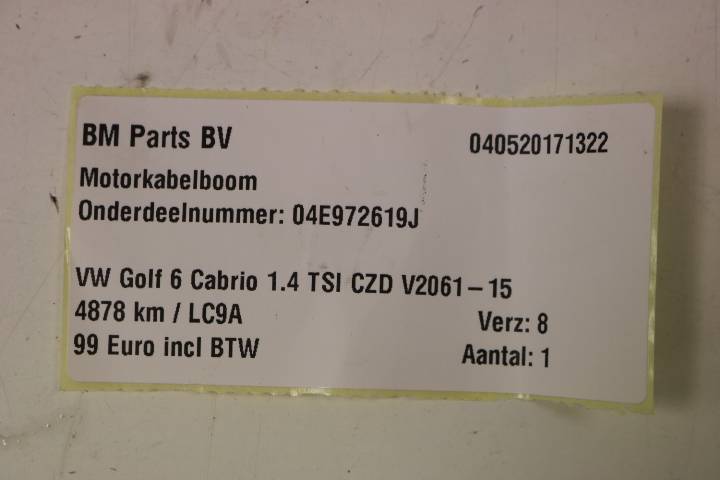 BM Parts BV 040520171322
Motorkabelboom
Onderdeelnummer: 04E972619J
VW Golf 6 Cabrio 1.4 TSI CZD V2061-15
4878 km / LC9A Verz: 8
99 Euro incl BTW Aantal: 1